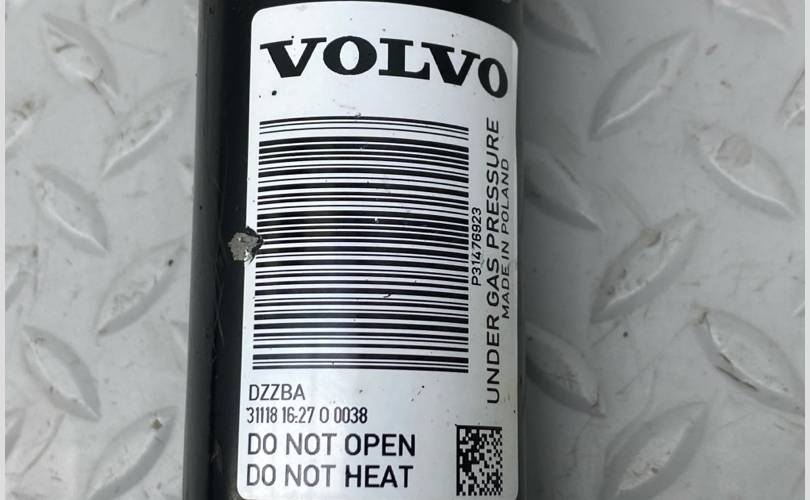 VOLVO
P31476923
UNDER GAS PRESSURE
MADE IN POLAND
DZZBA
31118 16:27 0 0038
DO NOT OPEN
DO NOT HEAT